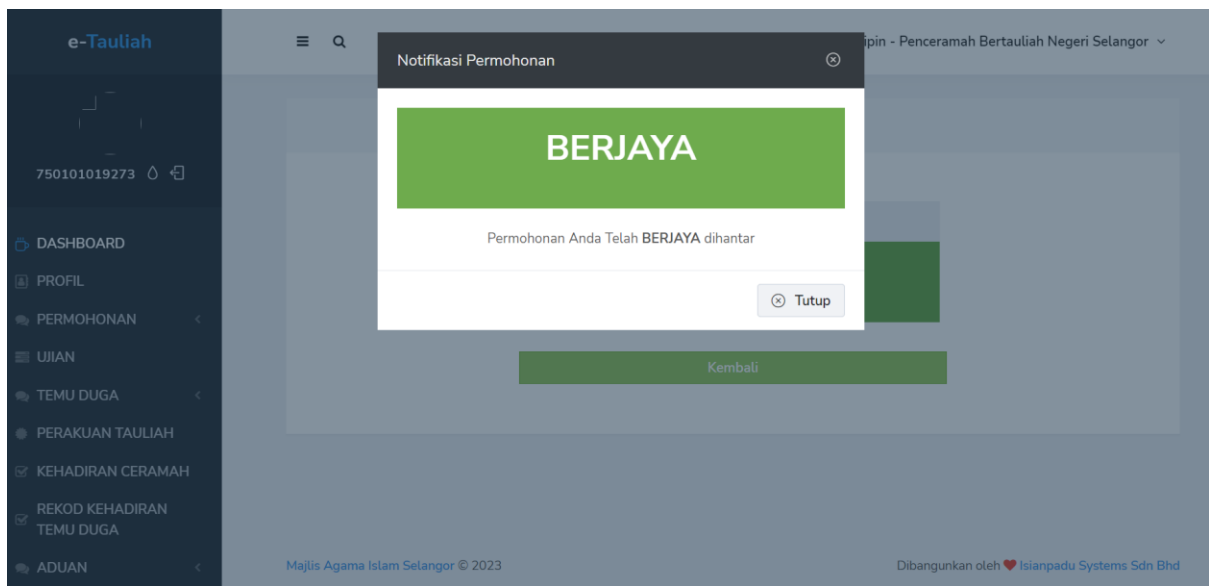 e-Tauliah
750101019273
DASHBOARD
PROFIL
PERMOHONAN
UJIAN
TEMU DUGA
PERAKUAN TAULIAH
KEHADIRAN CERAMAH
REKOD KEHADIRAN
TEMU DUGA
ADUAN
ipin - Penceramah Bertauliah Negeri Selangor
Notifikasi Permohonan
BERJAYA
Permohonan Anda Telah BERJAYA dihantar
Tutup
Kembali
Majlis Agama Islam Selangor © 2023
Dibangunkan oleh ❤ Isianpadu Systems Sdn Bhd